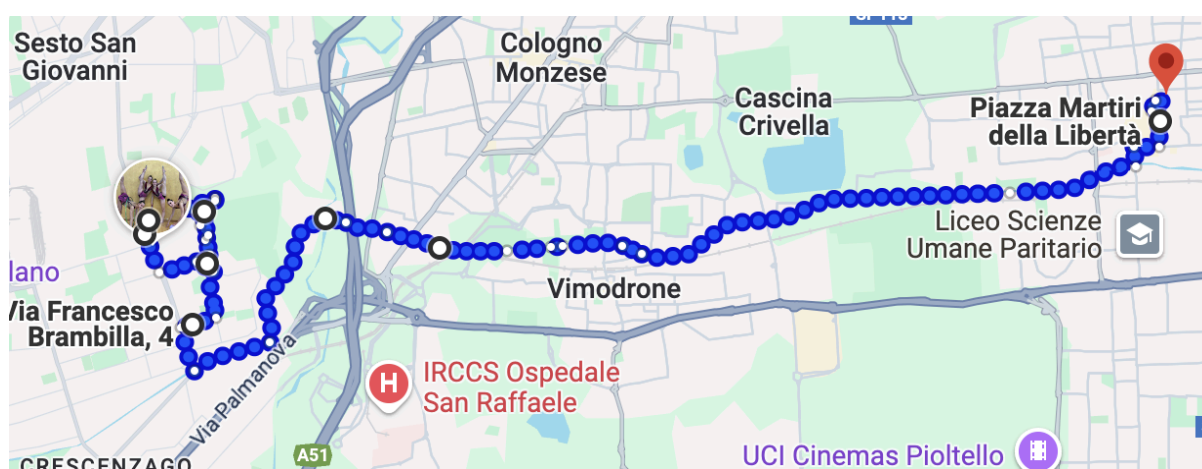 Sesto San
Giovanni
Cologno
Monzese
Cascina
Crivella
Piazza Martiri
della Libertà
Liceo Scienze
Umane Paritario
lano
Vimodrone
Via Francesco
Brambilla, 4
Via Palmanova
H
IRCCS Ospedale
San Raffaele
A51
UCI Cinemas Pioltello
CRESCENZAGO